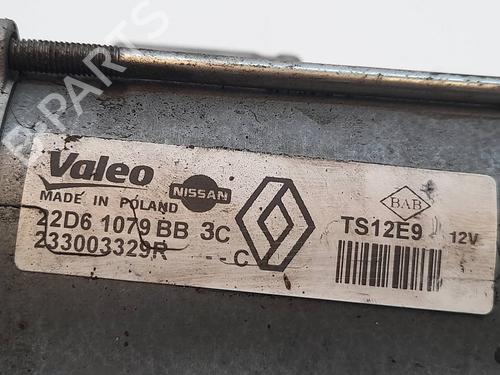 B-PARTS
Valeo
NISSAN
MADE IN POLAND
22D6 1079 BB 3C
233003329R --C
BAB
TS12E9 12V